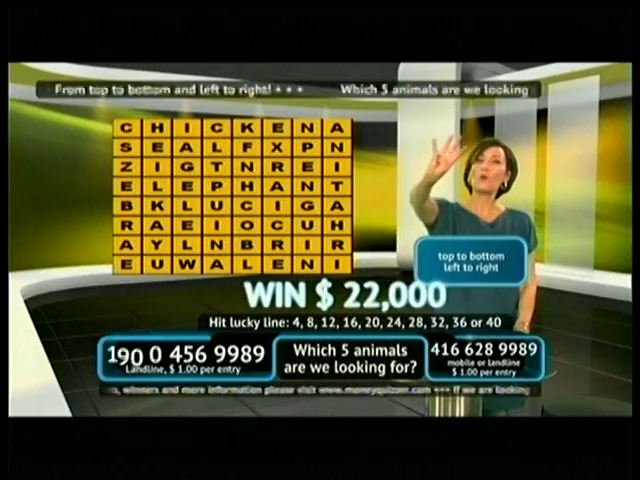 From top to bottom and left to right! • • • Which 5 animals are we looking
C H I C K E N A
S E A L F X P N
Z I G T N R E I
E L E P H A N T
B K L U C I G A
R A E I O C U H
A Y L N B R I R
E U W A L E N I
top to bottom
left to right
WIN $ 22,000
Hit lucky line: 4, 8, 12, 16, 20, 24, 28, 32, 36 or 40
190 0 456 9989
Landline, $ 1.00 per entry
Which 5 animals
are we looking for?
416 628 9989
mobile or landline
$ 1.00 per entry
winners and more information please visit www.moneyquizm.com *** If we are looking